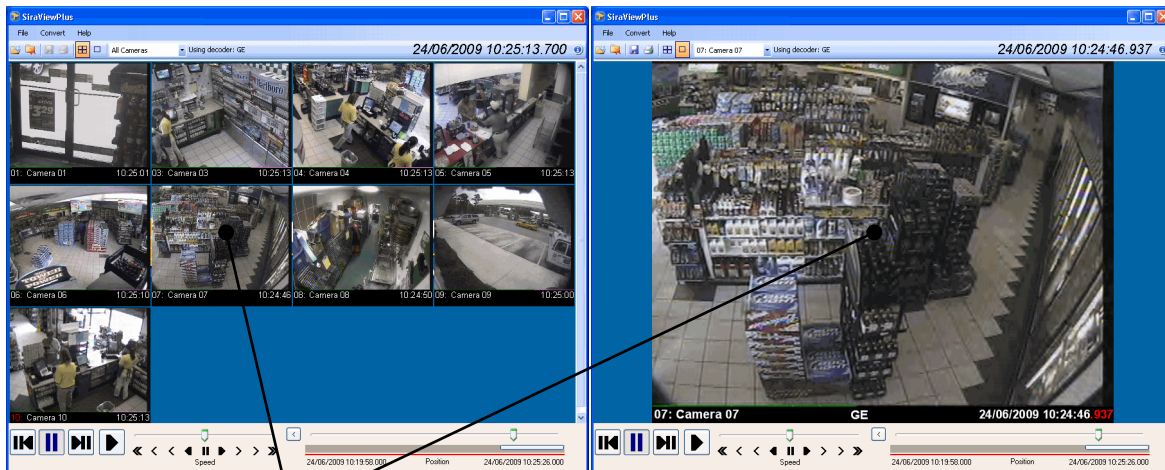 SiraViewPlus
File Convert Help
All Cameras Using decoder: GE 24/06/2009 10:25:13.700
Marlboro
01: Camera 01 10:25:01 03: Camera 03 10:25:13 04: Camera 04 10:25:13 05: Camera 05 10:25:13
TOWER
POWER
06: Camera 06 10:25:10 07: Camera 07 10:24:46 08: Camera 08 10:24:50 09: Camera 09 10:25:00
10: Camera 10 10:25:13
Speed
24/06/2009 10:19:58.000 Position 24/06/2009 10:25:26.000
SiraViewPlus
File Convert Help
07: Camera 07 Using decoder: GE 24/06/2009 10:24:46.937
07: Camera 07 GE 24/06/2009 10:24:46.937
Speed
24/06/2009 10:19:58.000 Position 24/06/2009 10:25:26.000